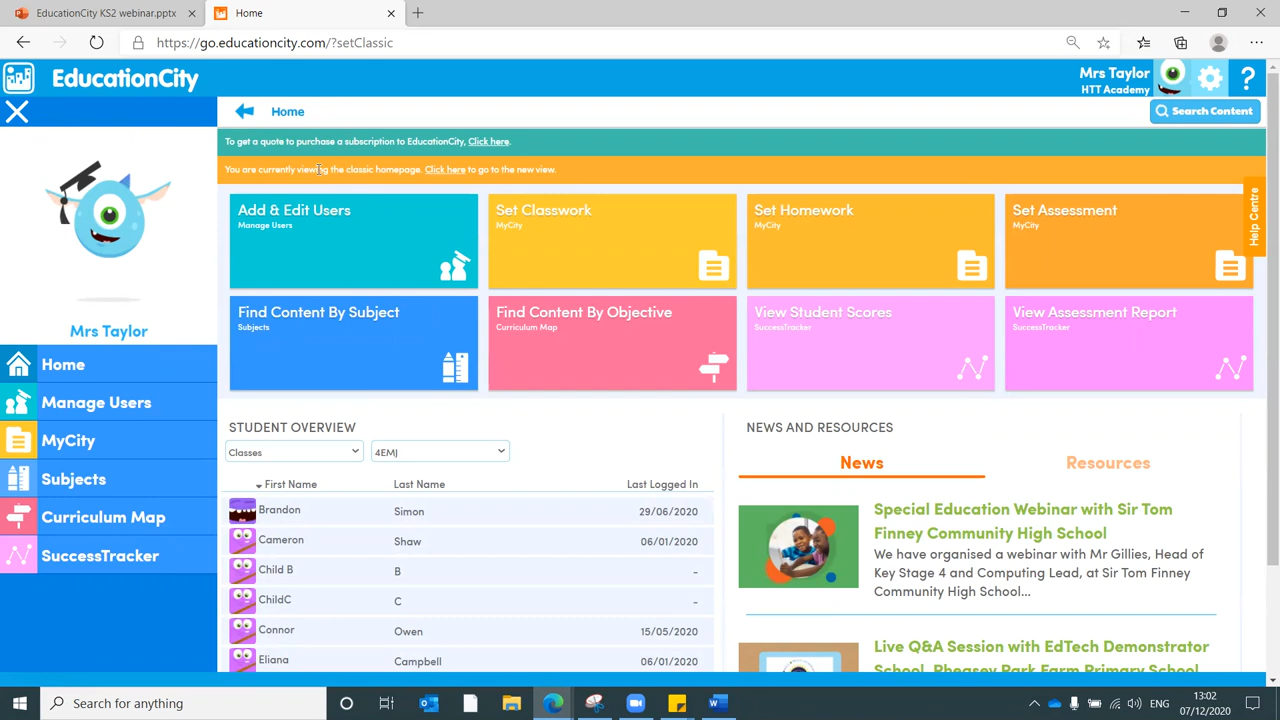 EducationCity KS2 webinar.pptx
Home
https://go.educationcity.com/?setClassic
EducationCity
Mrs Taylor
HTT Academy
?
Home
Search Content
To get a quote to purchase a subscription to EducationCity, Click here.
You are currently viewing the classic homepage. Click here to go to the new view.
Help Centre
Add & Edit Users
Manage Users
Set Classwork
MyCity
Set Homework
MyCity
Set Assessment
MyCity
Find Content By Subject
Subjects
Find Content By Objective
Curriculum Map
View Student Scores
SuccessTracker
View Assessment Report
SuccessTracker
Mrs Taylor
Home
Manage Users
MyCity
Subjects
Curriculum Map
SuccessTracker
STUDENT OVERVIEW
Classes
4EMJ
First Name Last Name Last Logged In
Brandon Simon 29/06/2020
Cameron Shaw 06/01/2020
Child B B -
ChildC C -
Connor Owen 15/05/2020
Eliana Campbell 06/01/2020
NEWS AND RESOURCES
News
Resources
Special Education Webinar with Sir Tom
Finney Community High School
We have organised a webinar with Mr Gillies, Head of
Key Stage 4 and Computing Lead, at Sir Tom Finney
Community High School...
Live Q&A Session with EdTech Demonstrator
School, Pheasey Park Farm Primary School
Search for anything
ENG
13:02
07/12/2020